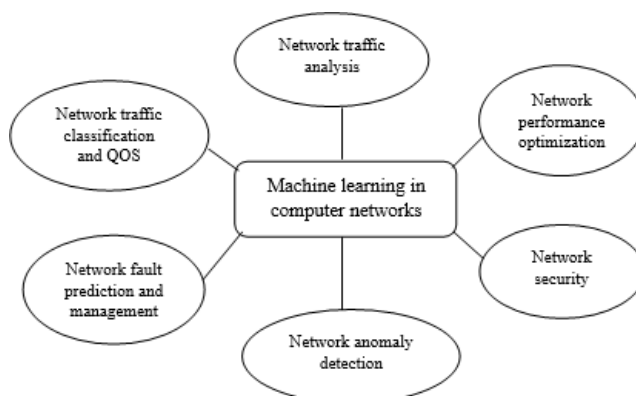 Network traffic
analysis
Network traffic
classification
and QOS
Network
performance
optimization
Machine learning in
computer networks
Network fault
prediction and
management
Network
security
Network anomaly
detection